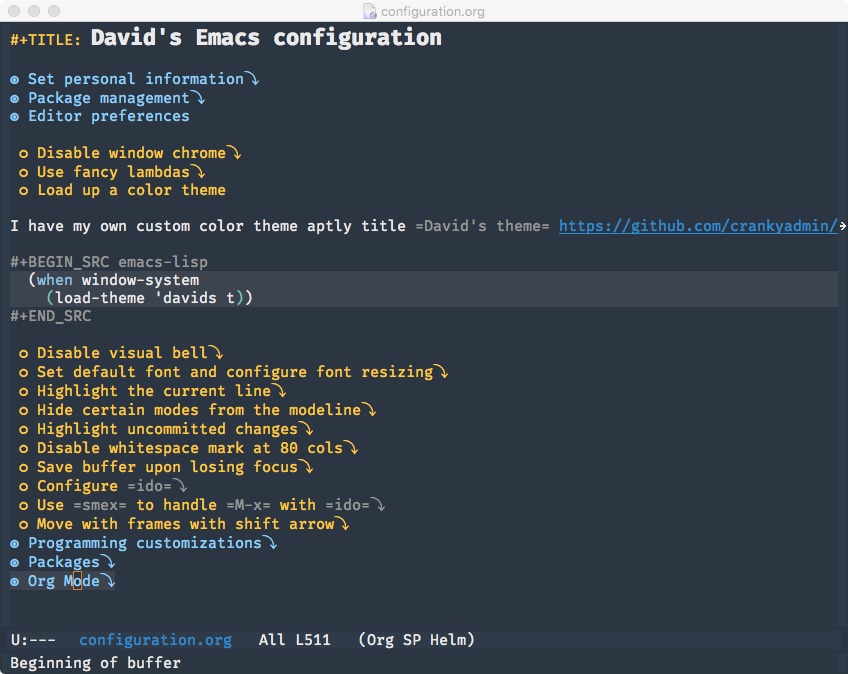 configuration.org
#+TITLE: David's Emacs configuration
Set personal information⤵
Package management⤵
Editor preferences
Disable window chrome⤵
Use fancy lambdas⤵
Load up a color theme
I have my own custom color theme aptly title =David's theme= https://github.com/crankyadmin/
#+BEGIN_SRC emacs-lisp
(when window-system
(load-theme 'davids t))
#+END_SRC
Disable visual bell⤵
Set default font and configure font resizing⤵
Highlight the current line⤵
Hide certain modes from the modeline⤵
Highlight uncommitted changes⤵
Disable whitespace mark at 80 cols⤵
Save buffer upon losing focus⤵
Configure =ido=⤵
Use =smex= to handle =M-x= with =ido=⤵
Move with frames with shift arrow⤵
Programming customizations⤵
Packages⤵
Org Mode⤵
U:--- configuration.org All L511 (Org SP Helm)
Beginning of buffer